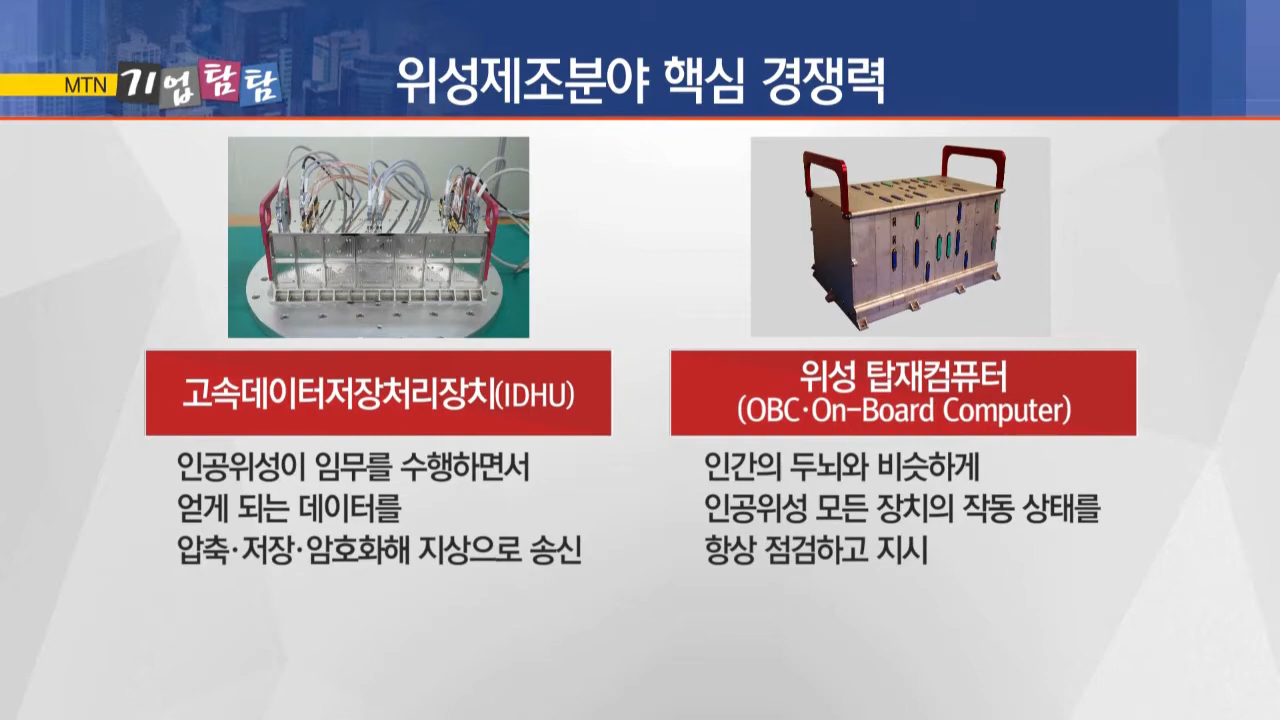 MTN 기업탐탐
위성제조분야 핵심 경쟁력
고속데이터저장처리장치(IDHU)
인공위성이 임무를 수행하면서
얻게 되는 데이터를
압축·저장·암호화해 지상으로 송신
위성 탑재컴퓨터
(OBC·On-Board Computer)
인간의 두뇌와 비슷하게
인공위성 모든 장치의 작동 상태를
항상 점검하고 지시